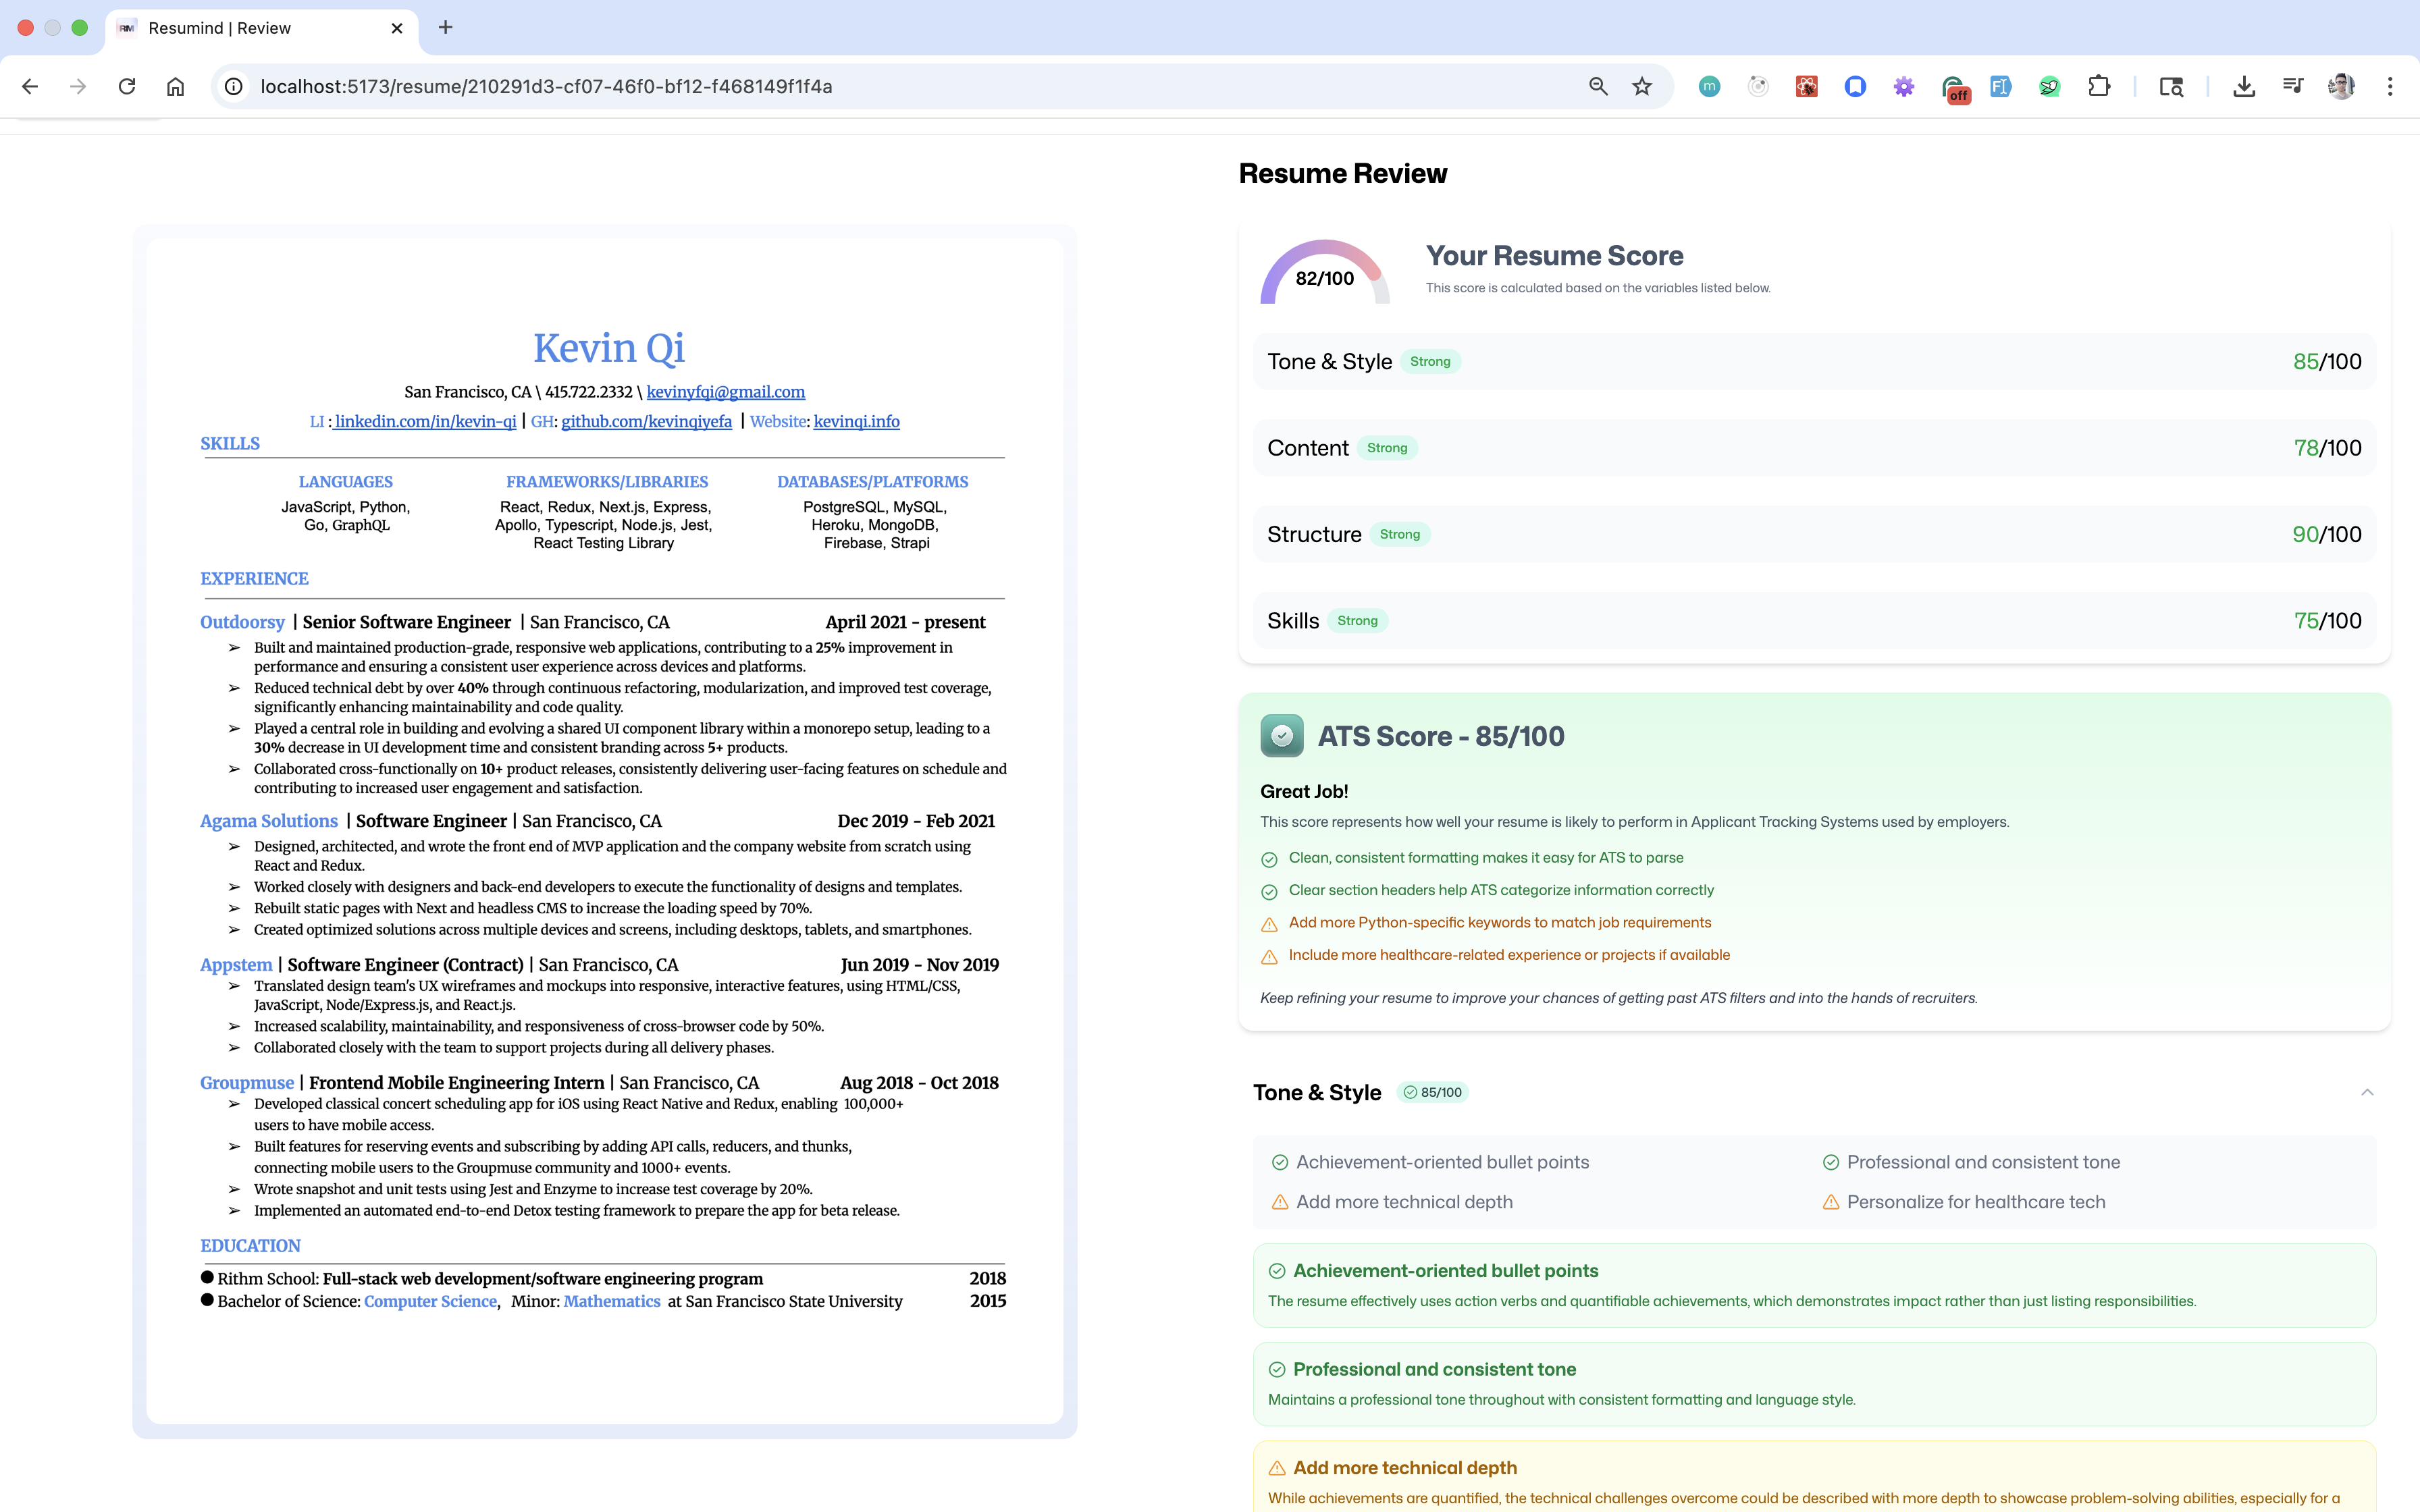 RM Resumind | Review
localhost:5173/resume/210291d3-cf07-46f0-bf12-f468149f1f4a
m
off
Kevin Qi
San Francisco, CA \ 415.722.2332 \ kevinyfqi@gmail.com
LI : linkedin.com/in/kevin-qi | GH: github.com/kevinqiyefa | Website: kevinqi.info
SKILLS
LANGUAGES
JavaScript, Python,
Go, GraphQL
FRAMEWORKS/LIBRARIES
React, Redux, Next.js, Express,
Apollo, Typescript, Node.js, Jest,
React Testing Library
DATABASES/PLATFORMS
PostgreSQL, MySQL,
Heroku, MongoDB,
Firebase, Strapi
EXPERIENCE
Outdoorsy | Senior Software Engineer | San Francisco, CA April 2021 - present
➢ Built and maintained production-grade, responsive web applications, contributing to a 25% improvement in
performance and ensuring a consistent user experience across devices and platforms.
➢ Reduced technical debt by over 40% through continuous refactoring, modularization, and improved test coverage,
significantly enhancing maintainability and code quality.
➢ Played a central role in building and evolving a shared UI component library within a monorepo setup, leading to a
30% decrease in UI development time and consistent branding across 5+ products.
➢ Collaborated cross-functionally on 10+ product releases, consistently delivering user-facing features on schedule and
contributing to increased user engagement and satisfaction.
Agama Solutions | Software Engineer | San Francisco, CA Dec 2019 - Feb 2021
➢ Designed, architected, and wrote the front end of MVP application and the company website from scratch using
React and Redux.
➢ Worked closely with designers and back-end developers to execute the functionality of designs and templates.
➢ Rebuilt static pages with Next and headless CMS to increase the loading speed by 70%.
➢ Created optimized solutions across multiple devices and screens, including desktops, tablets, and smartphones.
Appstem | Software Engineer (Contract) | San Francisco, CA Jun 2019 - Nov 2019
➢ Translated design team's UX wireframes and mockups into responsive, interactive features, using HTML/CSS,
JavaScript, Node/Express.js, and React.js.
➢ Increased scalability, maintainability, and responsiveness of cross-browser code by 50%.
➢ Collaborated closely with the team to support projects during all delivery phases.
Groupmuse | Frontend Mobile Engineering Intern | San Francisco, CA Aug 2018 - Oct 2018
➢ Developed classical concert scheduling app for iOS using React Native and Redux, enabling 100,000+
users to have mobile access.
➢ Built features for reserving events and subscribing by adding API calls, reducers, and thunks,
connecting mobile users to the Groupmuse community and 1000+ events.
➢ Wrote snapshot and unit tests using Jest and Enzyme to increase test coverage by 20%.
➢ Implemented an automated end-to-end Detox testing framework to prepare the app for beta release.
EDUCATION
● Rithm School: Full-stack web development/software engineering program 2018
● Bachelor of Science: Computer Science, Minor: Mathematics at San Francisco State University 2015
Resume Review
82/100
Your Resume Score
This score is calculated based on the variables listed below.
Tone & Style Strong 85/100
Content Strong 78/100
Structure Strong 90/100
Skills Strong 75/100
ATS Score - 85/100
Great Job!
This score represents how well your resume is likely to perform in Applicant Tracking Systems used by employers.
Clean, consistent formatting makes it easy for ATS to parse
Clear section headers help ATS categorize information correctly
Add more Python-specific keywords to match job requirements
Include more healthcare-related experience or projects if available
Keep refining your resume to improve your chances of getting past ATS filters and into the hands of recruiters.
Tone & Style 85/100
Achievement-oriented bullet points
Professional and consistent tone
Add more technical depth
Personalize for healthcare tech
Achievement-oriented bullet points
The resume effectively uses action verbs and quantifiable achievements, which demonstrates impact rather than just listing responsibilities.
Professional and consistent tone
Maintains a professional tone throughout with consistent formatting and language style.
Add more technical depth
While achievements are quantified, the technical challenges overcome could be described with more depth to showcase problem-solving abilities, especially for a